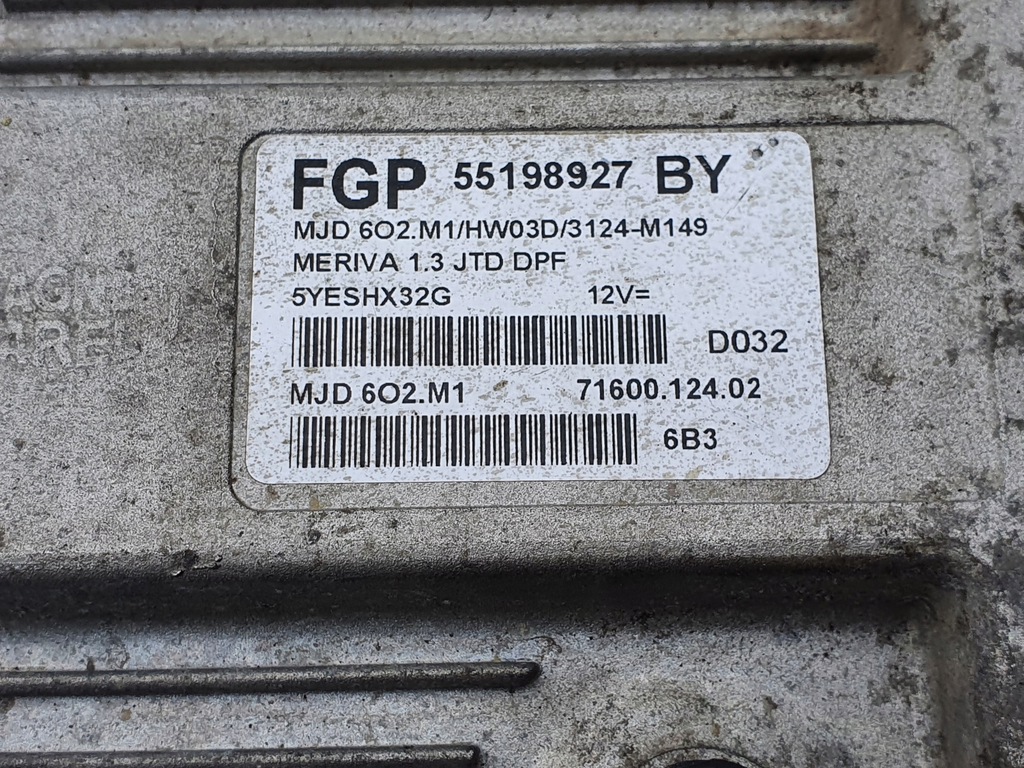 FGP 55198927 BY
MJD 6O2.M1/HW03D/3124-M149
MERIVA 1.3 JTD DPF
5YESHX32G 12V=
D032
MJD 6O2.M1 71600.124.02
6B3